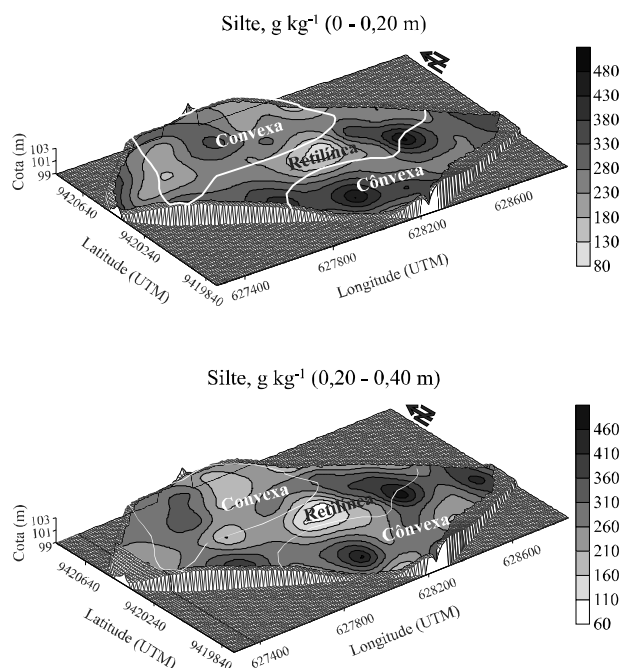 Silte, g kg⁻¹ (0 - 0,20 m)
N
480
430
380
330
280
230
180
130
80
Convexa
Retilínea
Cônvexa
Cota (m)
103
101
99
9420640
9420240
9419840
Latitude (UTM)
627400
627800
628200
628600
Longitude (UTM)
Silte, g kg⁻¹ (0,20 - 0,40 m)
N
460
410
360
310
260
210
160
110
60
Convexa
Retilínea
Cônvexa
Cota (m)
103
101
99
9420640
9420240
9419840
Latitude (UTM)
627400
627800
628200
628600
Longitude (UTM)